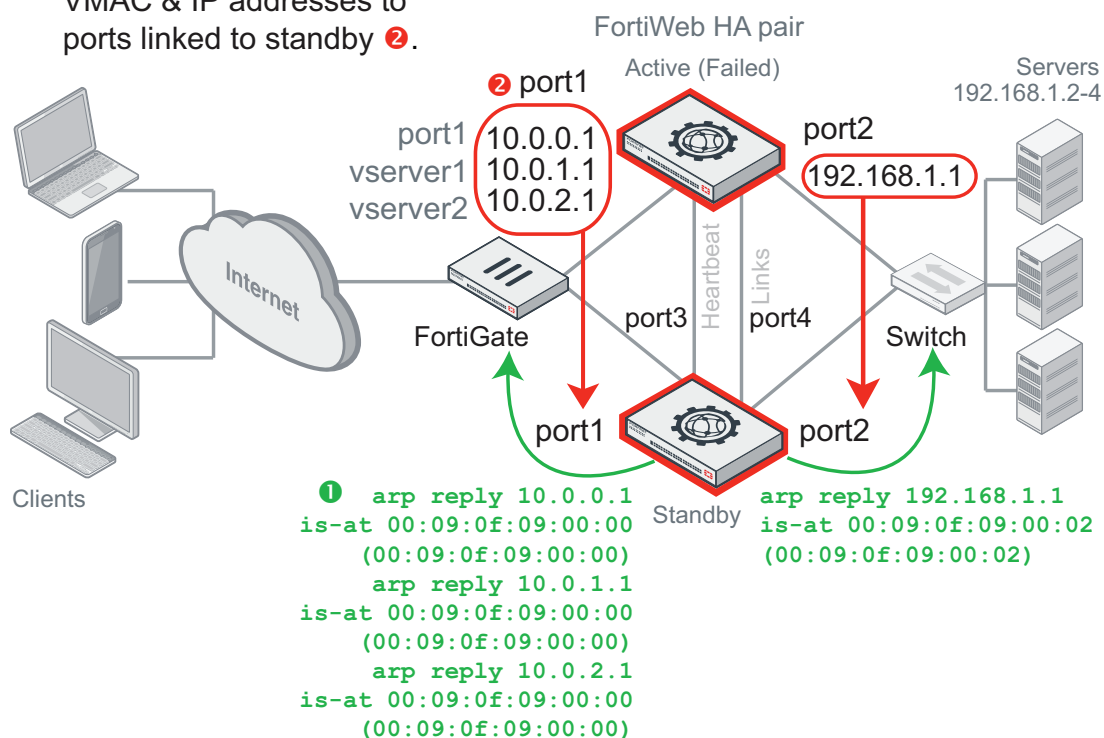 VMAC & IP addresses to
ports linked to standby ❷.
FortiWeb HA pair
Active (Failed)
Servers
192.168.1.2-4
❷ port1
port1 10.0.0.1
vserver1 10.0.1.1
vserver2 10.0.2.1
port2
192.168.1.1
Internet
Heartbeat
Links
FortiGate
port3
port4
Switch
port1
port2
Clients
Standby
❶ arp reply 10.0.0.1
is-at 00:09:0f:09:00:00
(00:09:0f:09:00:00)
arp reply 10.0.1.1
is-at 00:09:0f:09:00:00
(00:09:0f:09:00:00)
arp reply 10.0.2.1
is-at 00:09:0f:09:00:00
(00:09:0f:09:00:00)
arp reply 192.168.1.1
is-at 00:09:0f:09:00:02
(00:09:0f:09:00:02)